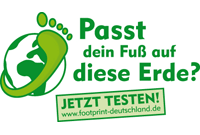 Passt
dein Fuß auf
diese Erde?
JETZT TESTEN!
www.footprint-deutschland.de